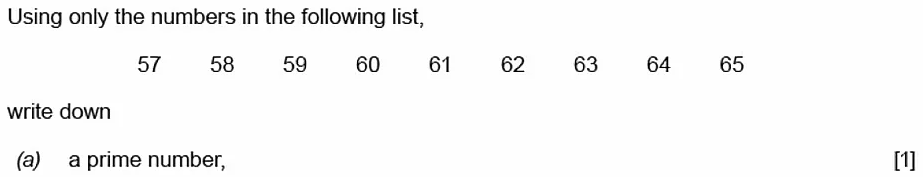 Using only the numbers in the following list,
57 58 59 60 61 62 63 64 65
write down
(a) a prime number, [1]